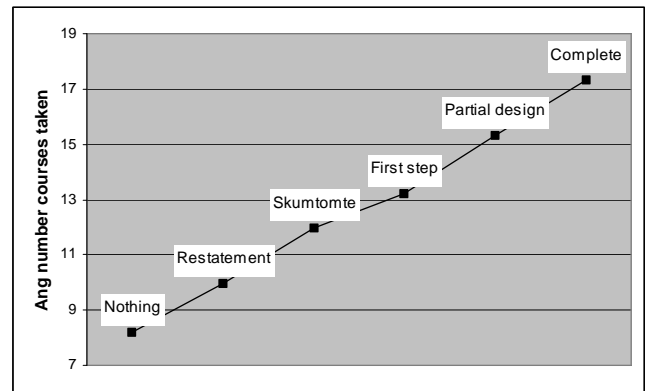 Ang number courses taken
19
17
15
13
11
9
7
Nothing
Restatement
Skumtomte
First step
Partial design
Complete